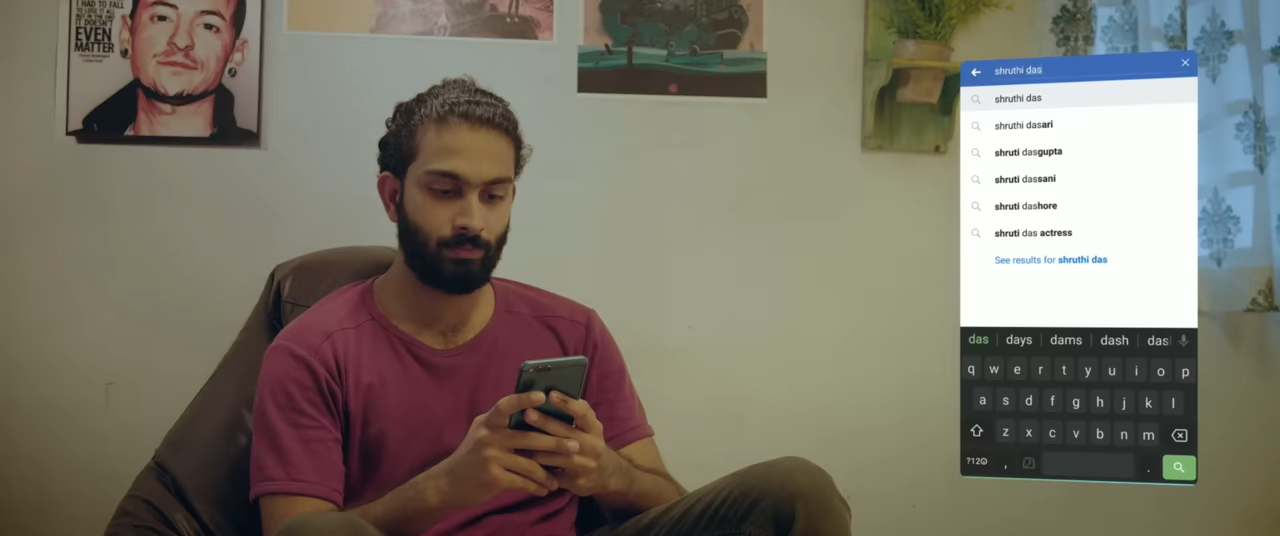 I HAD TO FALL
TO LOSE IT ALL
BUT IN THE END
IT DOESN'T
EVEN
MATTER
shruthi das
shruthi das
shruthi dasari
shruti dasgupta
shruti dassani
shruti dashore
shruti das actress
See results for shruthi das
das days dams dash das
q w e r t y u i o p
a s d f g h j k l
z x c v b n m
?123 , .